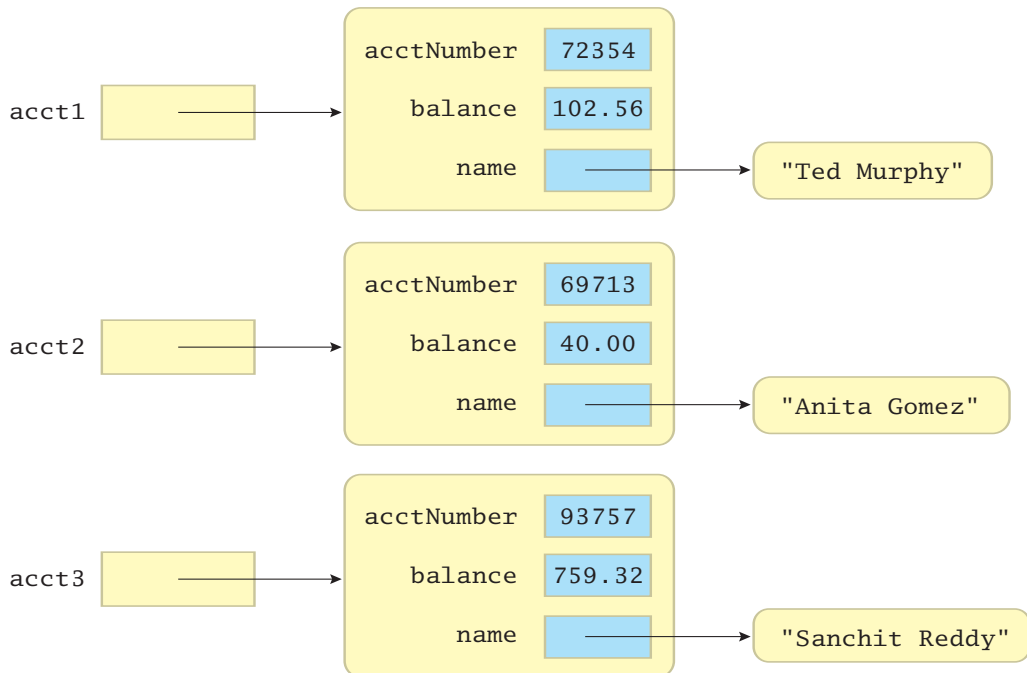 acctNumber 72354
acct1
balance 102.56
name
"Ted Murphy"
acctNumber 69713
acct2
balance 40.00
name
"Anita Gomez"
acctNumber 93757
acct3
balance 759.32
name
"Sanchit Reddy"